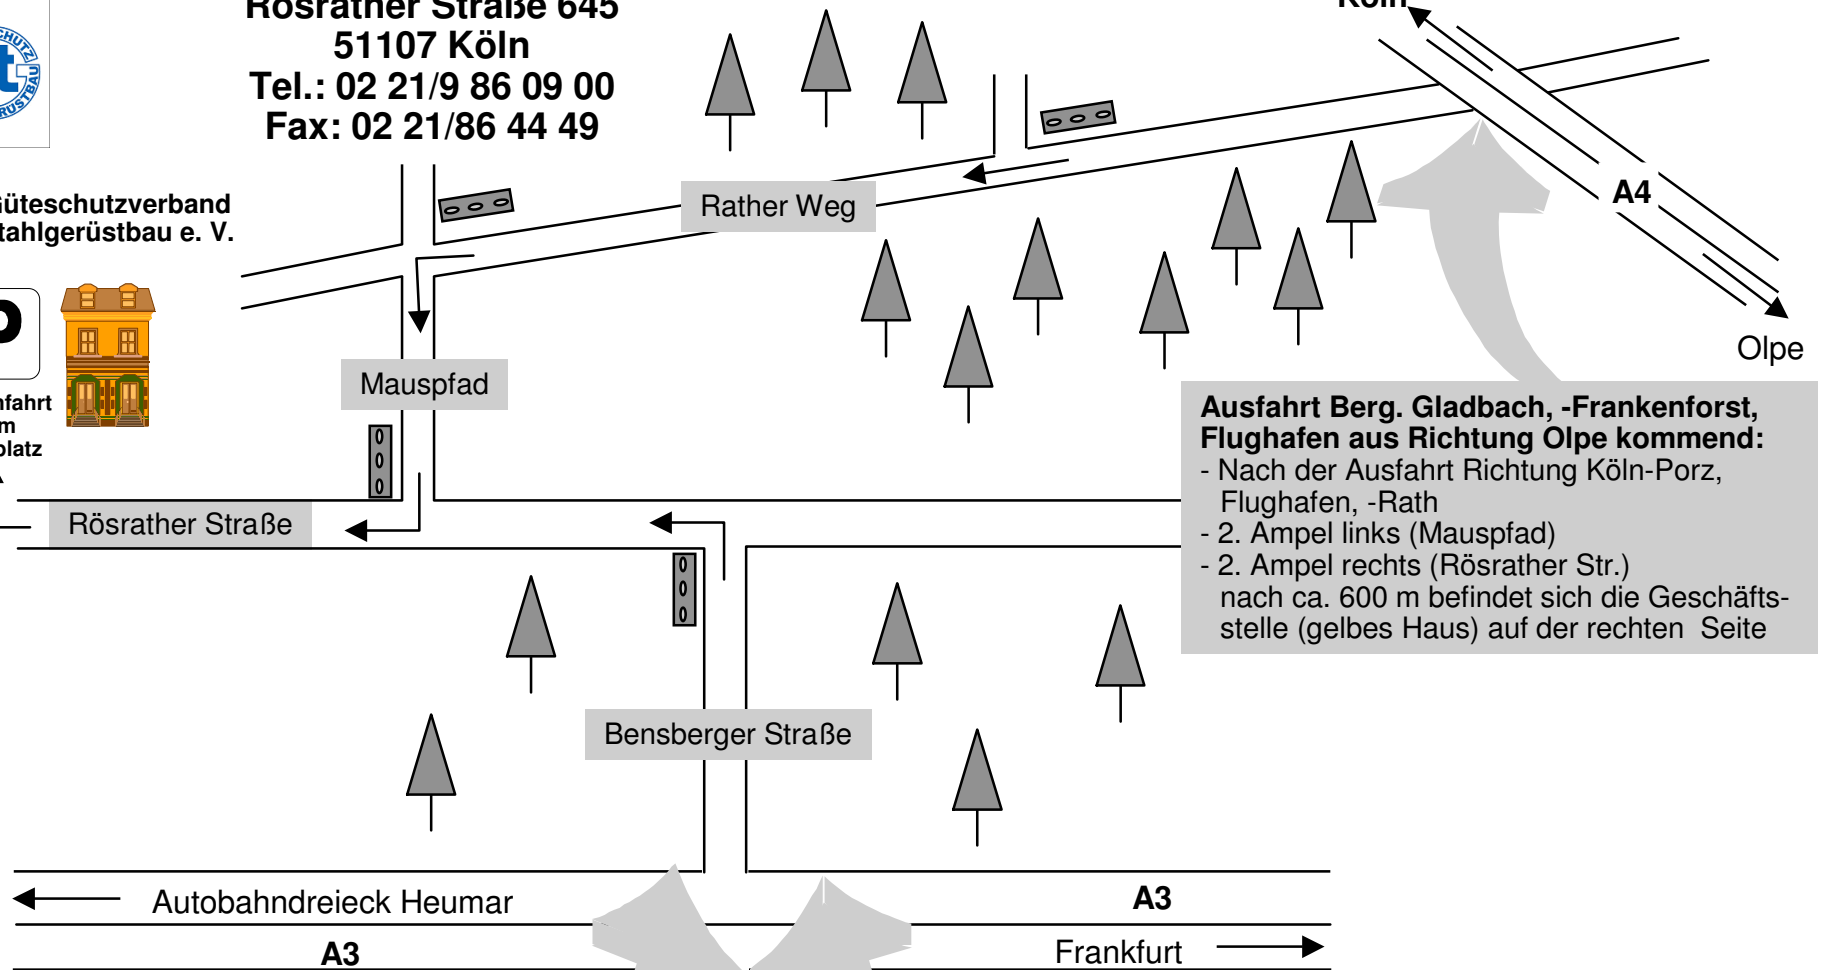 Rösrather Straße 645
51107 Köln
Tel.: 02 21/9 86 09 00
Fax: 02 21/86 44 49
Köln
A4
Olpe
Rather Weg
Güteschutzverband
tahlgerüstbau e. V.
P
nfahrt
m
platz
Mauspfad
Rösrather Straße
Ausfahrt Berg. Gladbach, -Frankenforst,
Flughafen aus Richtung Olpe kommend:
- Nach der Ausfahrt Richtung Köln-Porz,
Flughafen, -Rath
- 2. Ampel links (Mauspfad)
- 2. Ampel rechts (Rösrather Str.)
nach ca. 600 m befindet sich die Geschäfts-
stelle (gelbes Haus) auf der rechten Seite
Bensberger Straße
Autobahndreieck Heumar
A3
A3
Frankfurt